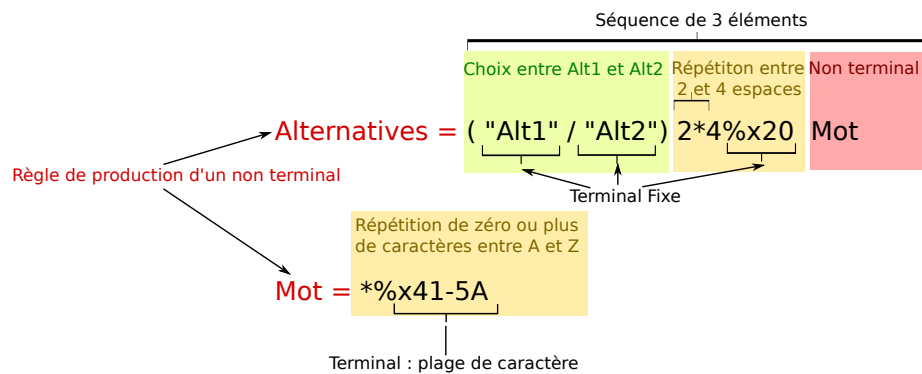 Séquence de 3 éléments
Choix entre Alt1 et Alt2
Répétiton entre
2 et 4 espaces
Non terminal
Alternatives = ( "Alt1" / "Alt2") 2*4%x20 Mot
Règle de production d'un non terminal
Terminal Fixe
Répétition de zéro ou plus
de caractères entre A et Z
Mot = *%x41-5A
Terminal : plage de caractère